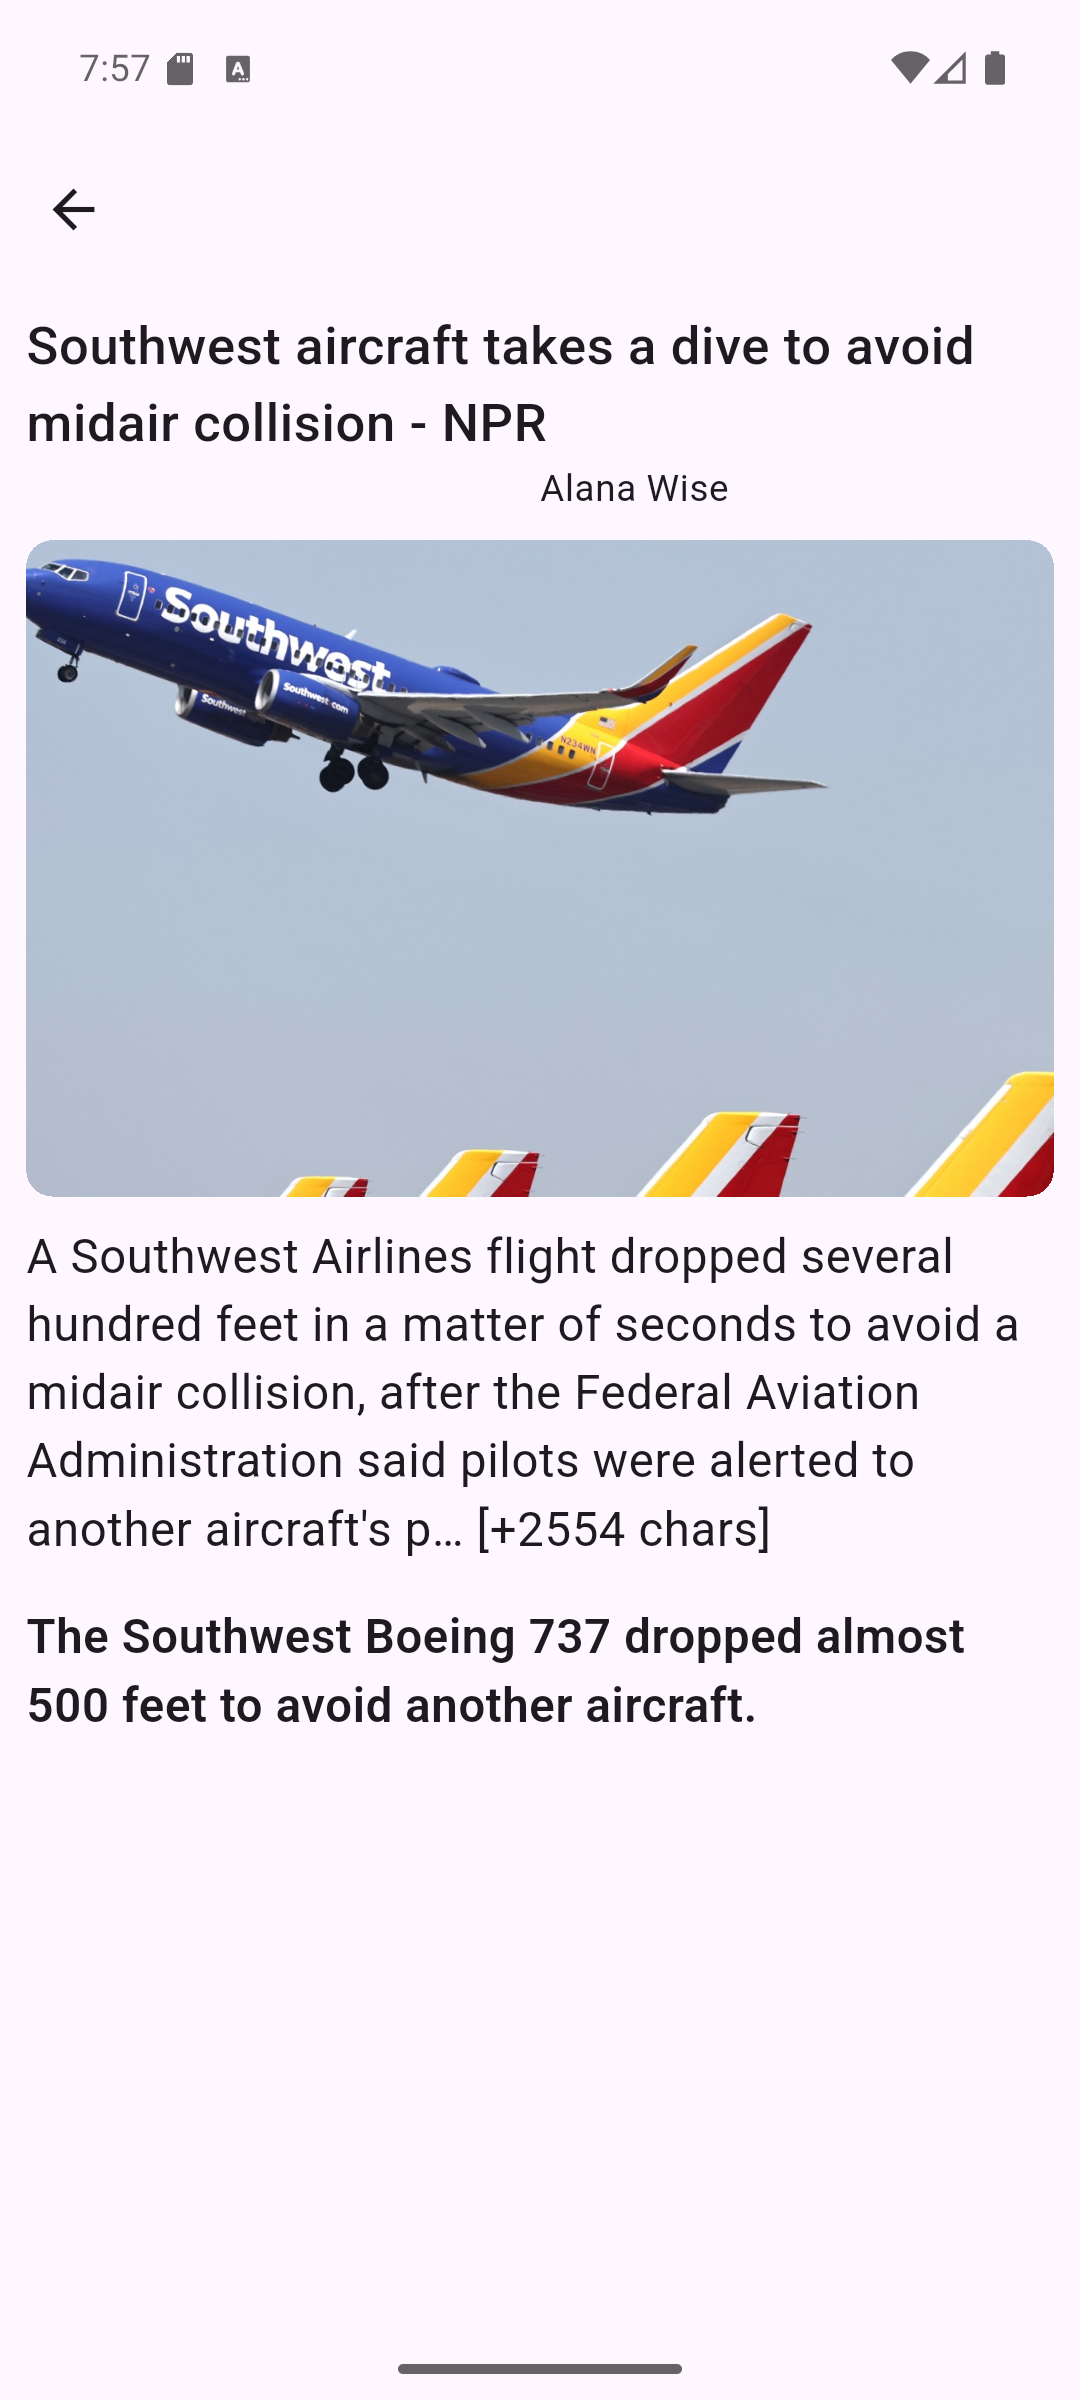 7:57
A
Southwest aircraft takes a dive to avoid
midair collision - NPR
Alana Wise
Southwest
Southwest
Southwest.com
N234WN
A Southwest Airlines flight dropped several
hundred feet in a matter of seconds to avoid a
midair collision, after the Federal Aviation
Administration said pilots were alerted to
another aircraft's p… [+2554 chars]
The Southwest Boeing 737 dropped almost
500 feet to avoid another aircraft.